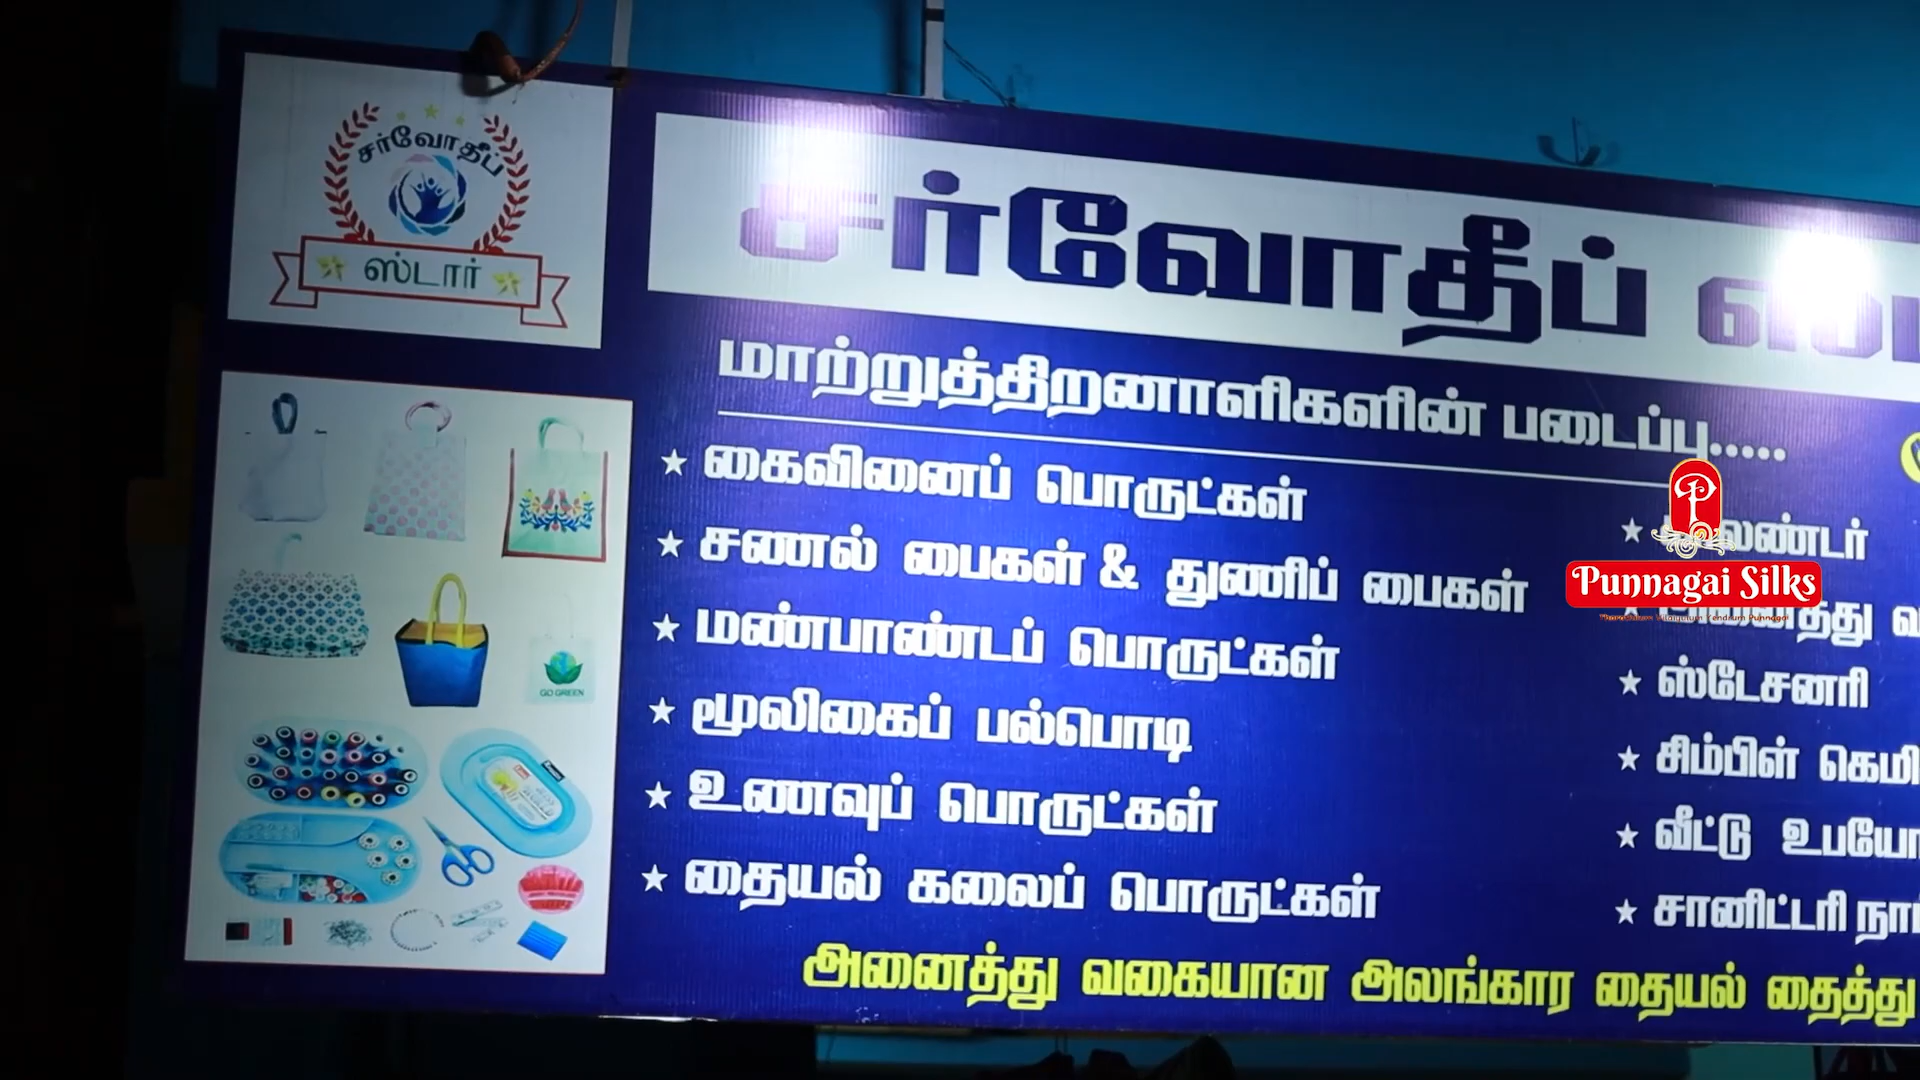 சர்வோதீப்
ஸ்டார்
சர்வோதீப்
மாற்றுத்திறனாளிகளின் படைப்பு.....
★ கைவினைப் பொருட்கள்
★ சணல் பைகள் & துணிப் பைகள்
★ மண்பாண்டப் பொருட்கள்
★ மூலிகைப் பல்பொடி
★ உணவுப் பொருட்கள்
★ தையல் கலைப் பொருட்கள்
★ ஸ்டேசனரி
★ சிம்பிள்
★ வீட்டு
★ சானிட்டரி
அனைத்து வகையான அலங்கார தையல் தைத்து
GO GREEN
P
Punnagai Silks